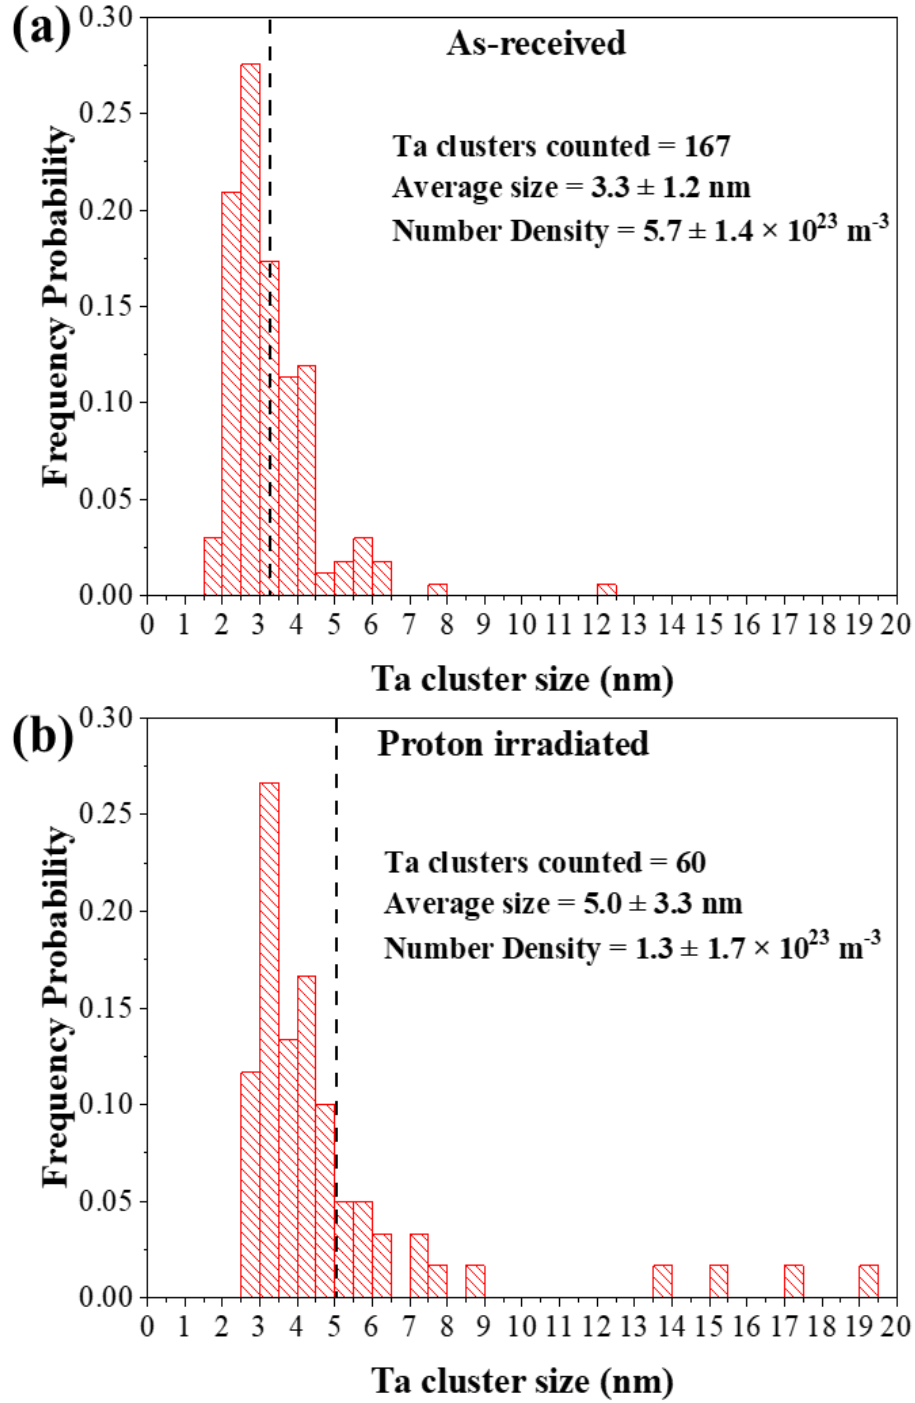 (a)
As-received
Ta clusters counted = 167
Average size = 3.3 ± 1.2 nm
Number Density = 5.7 ± 1.4 × 10²³ m⁻³
Frequency Probability
0.30
0.25
0.20
0.15
0.10
0.05
0.00
0 1 2 3 4 5 6 7 8 9 10 11 12 13 14 15 16 17 18 19 20
Ta cluster size (nm)
(b)
Proton irradiated
Ta clusters counted = 60
Average size = 5.0 ± 3.3 nm
Number Density = 1.3 ± 1.7 × 10²³ m⁻³
Frequency Probability
0.30
0.25
0.20
0.15
0.10
0.05
0.00
0 1 2 3 4 5 6 7 8 9 10 11 12 13 14 15 16 17 18 19 20
Ta cluster size (nm)